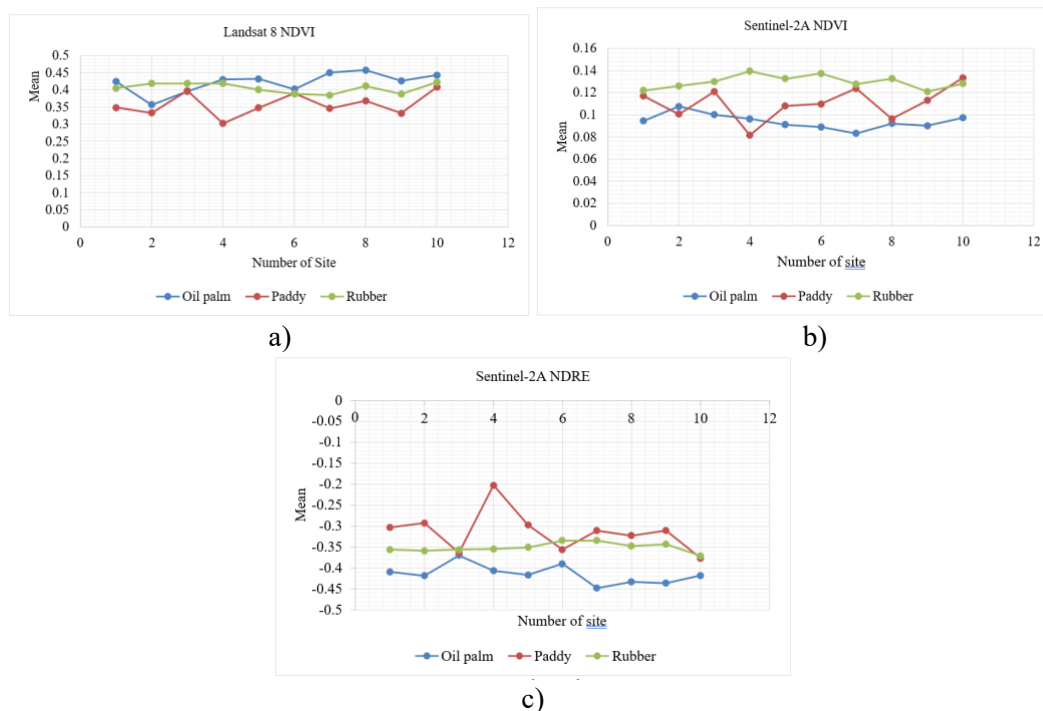 Landsat 8 NDVI
Mean
0.5
0.45
0.4
0.35
0.3
0.25
0.2
0.15
0.1
0.05
0
0 2 4 6 8 10 12
Number of Site
Oil palm Paddy Rubber
a)
Sentinel-2A NDVI
Mean
0.16
0.14
0.12
0.1
0.08
0.06
0.04
0.02
0
0 2 4 6 8 10 12
Number of site
Oil palm Paddy Rubber
b)
Sentinel-2A NDRE
Mean
0
0 2 4 6 8 10 12
-0.05
-0.1
-0.15
-0.2
-0.25
-0.3
-0.35
-0.4
-0.45
-0.5
Number of site
Oil palm Paddy Rubber
c)